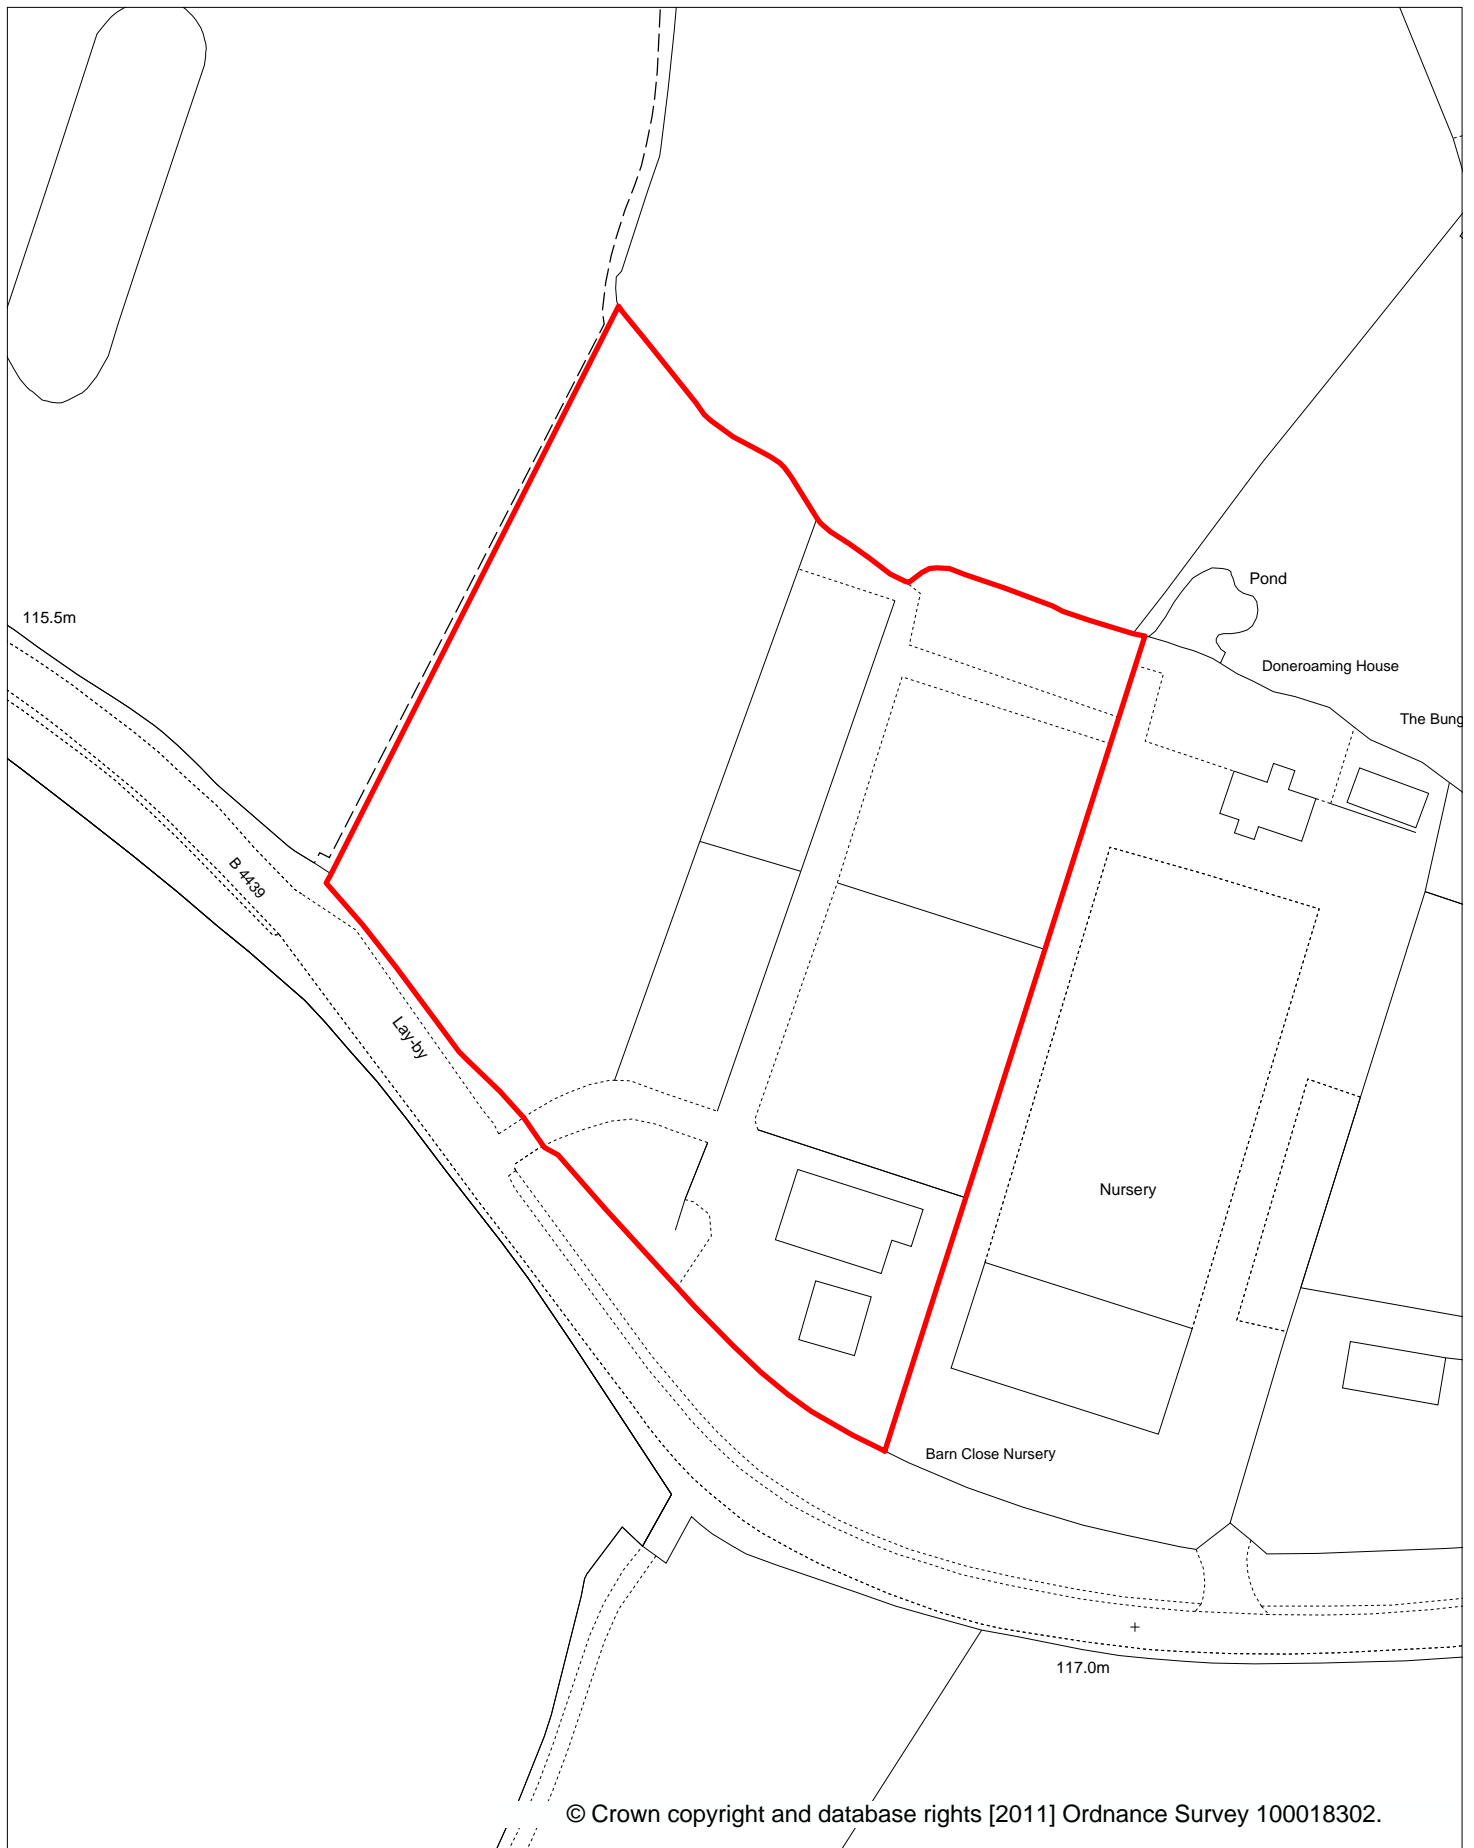 Pond
115.5m
Doneroaming House
The Bung
B 4439
Lay-by
Nursery
Barn Close Nursery
117.0m
© Crown copyright and database rights [2011] Ordnance Survey 100018302.